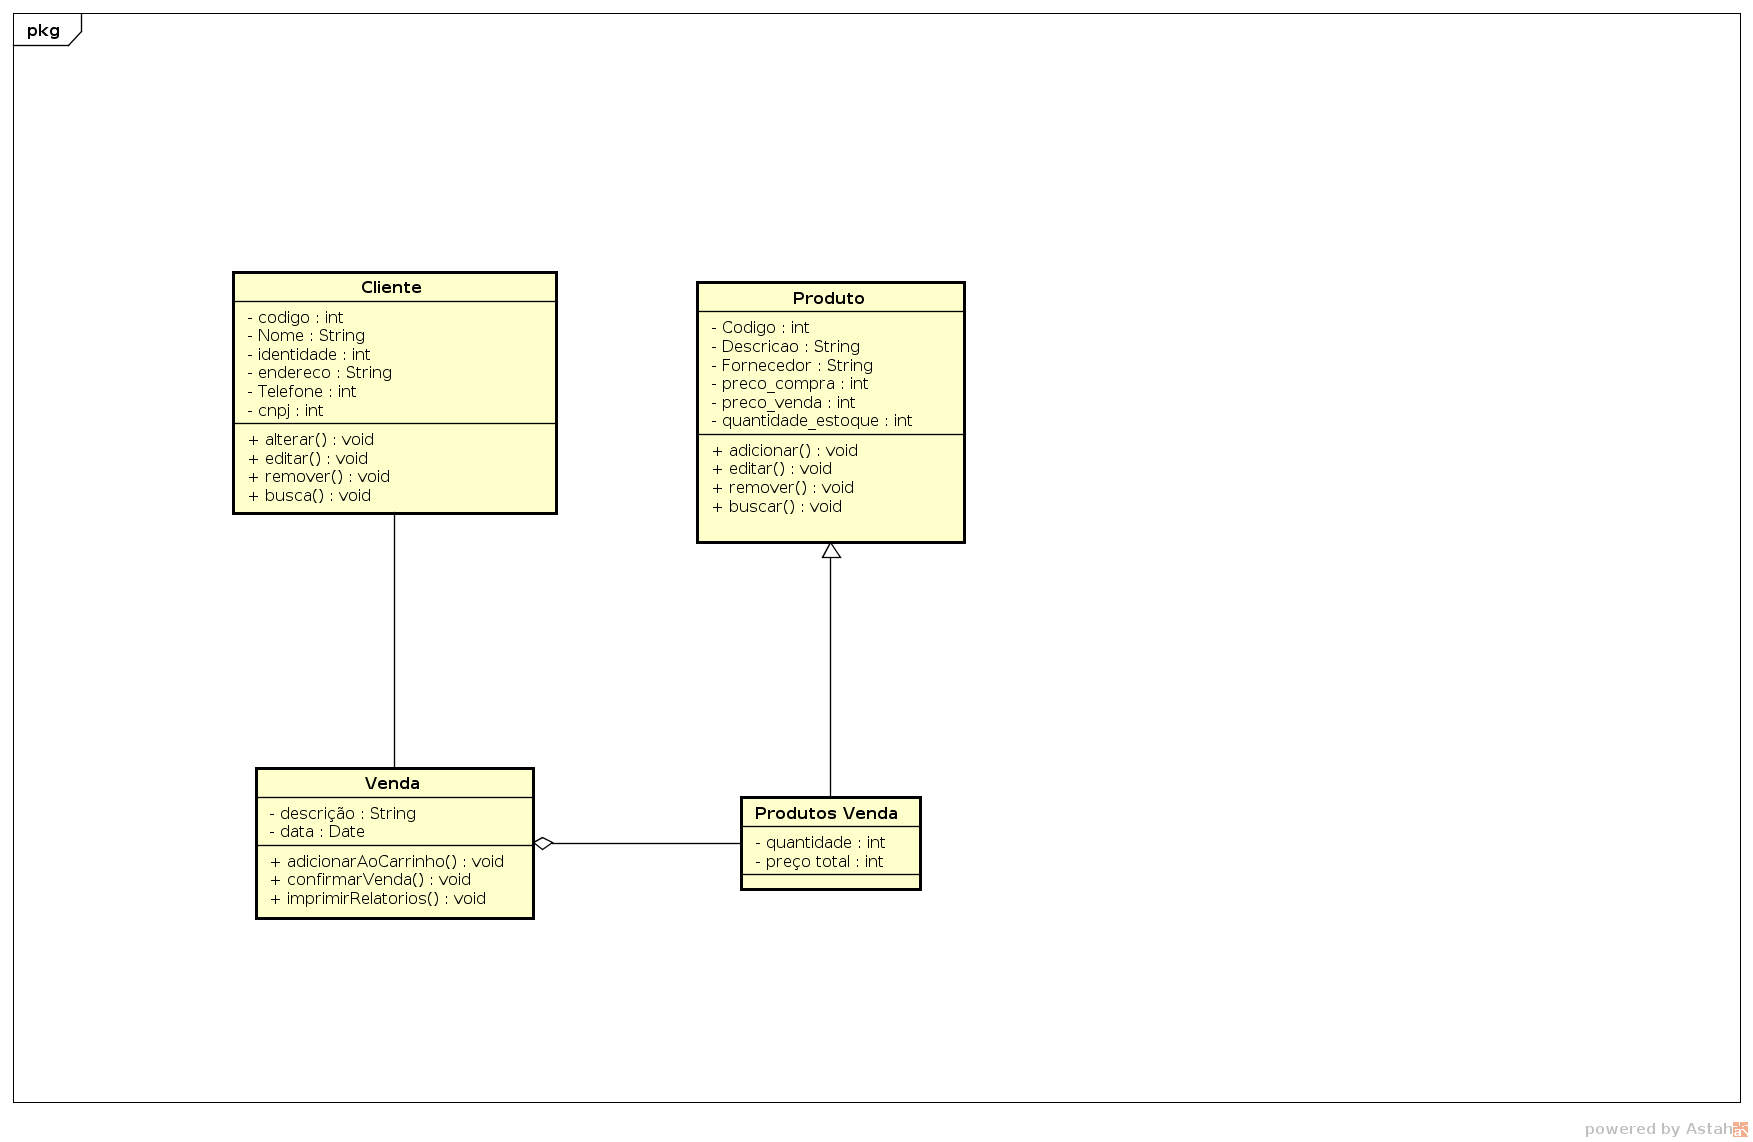 pkg
Cliente
- codigo : int
- Nome : String
- identidade : int
- endereco : String
- Telefone : int
- cnpj : int
+ alterar() : void
+ editar() : void
+ remover() : void
+ busca() : void
Produto
- Codigo : int
- Descricao : String
- Fornecedor : String
- preco_compra : int
- preco_venda : int
- quantidade_estoque : int
+ adicionar() : void
+ editar() : void
+ remover() : void
+ buscar() : void
Venda
- descrição : String
- data : Date
+ adicionarAoCarrinho() : void
+ confirmarVenda() : void
+ imprimirRelatorios() : void
Produtos Venda
- quantidade : int
- preço total : int
powered by Astah